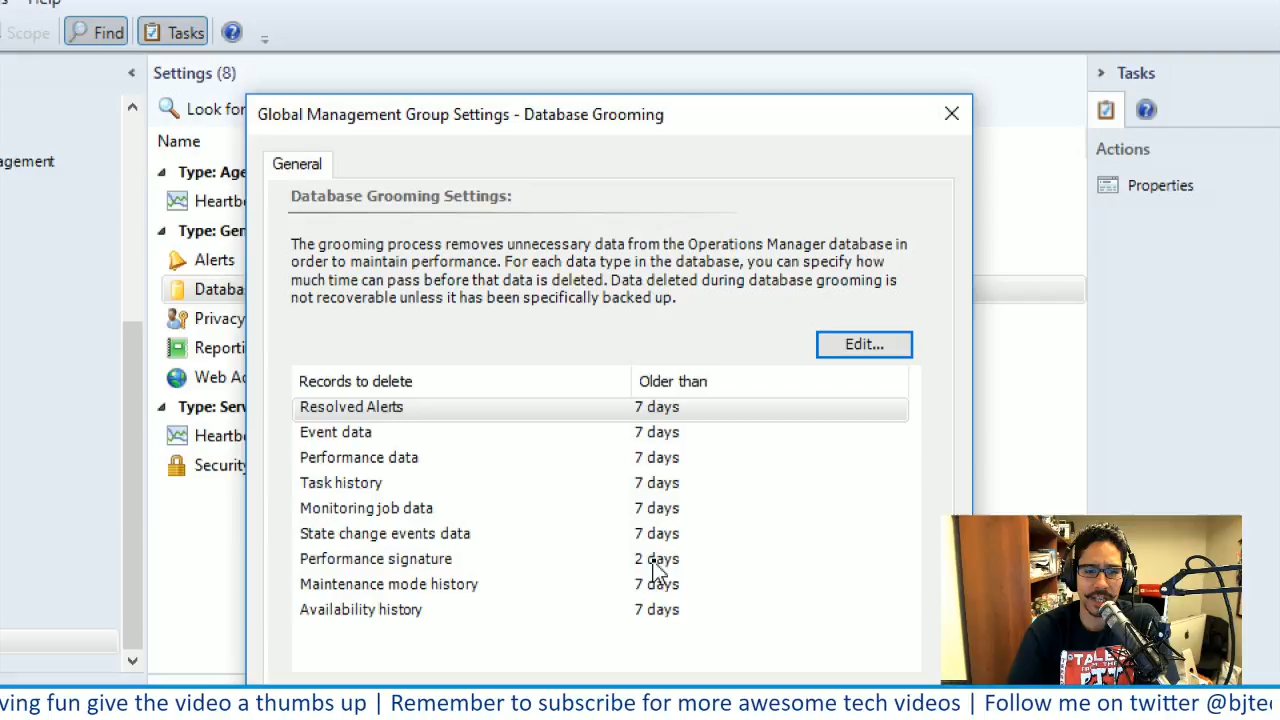 Help
Scope
Find
Tasks
Settings (8)
Tasks
Look for
Global Management Group Settings - Database Grooming
Name
Actions
agement
General
Type: Age
Properties
Heartbe
Database Grooming Settings:
Type: Gen
The grooming process removes unnecessary data from the Operations Manager database in
order to maintain performance. For each data type in the database, you can specify how
much time can pass before that data is deleted. Data deleted during database grooming is
not recoverable unless it has been specifically backed up.
Alerts
Databa
Privacy
Reporti
Web Ad
Type: Serv
Heartbe
Security
Edit...
Records to delete Older than
Resolved Alerts 7 days
Event data 7 days
Performance data 7 days
Task history 7 days
Monitoring job data 7 days
State change events data 7 days
Performance signature 2 days
Maintenance mode history 7 days
Availability history 7 days
TALES
FROM THE
ving fun give the video a thumbs up | Remember to subscribe for more awesome tech videos | Follow me on twitter @bjtec